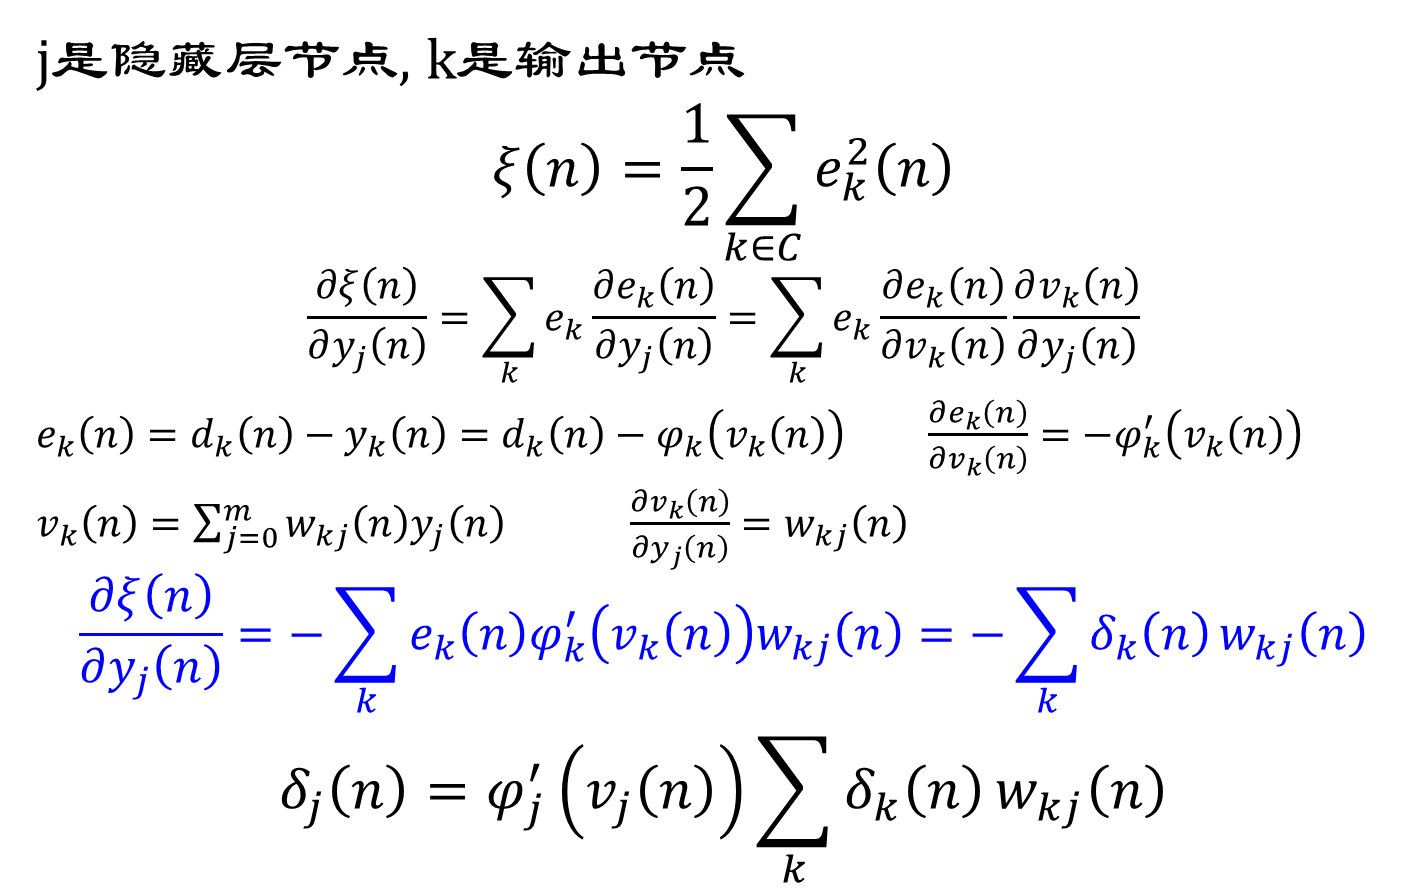 j是隐藏层节点, k是输出节点
ξ(n) = 1/2 ∑_{k∈C} e_k^2(n)
∂ξ(n)/∂y_j(n) = ∑_k e_k ∂e_k(n)/∂y_j(n) = ∑_k e_k ∂e_k(n)/∂v_k(n) ∂v_k(n)/∂y_j(n)
e_k(n) = d_k(n) − y_k(n) = d_k(n) − φ_k(v_k(n)) ∂e_k(n)/∂v_k(n) = −φ′_k(v_k(n))
v_k(n) = ∑_{j=0}^{m} w_{kj}(n)y_j(n) ∂v_k(n)/∂y_j(n) = w_{kj}(n)
∂ξ(n)/∂y_j(n) = − ∑_k e_k(n)φ′_k(v_k(n))w_{kj}(n) = − ∑_k δ_k(n) w_{kj}(n)
δ_j(n) = φ′_j(v_j(n)) ∑_k δ_k(n) w_{kj}(n)